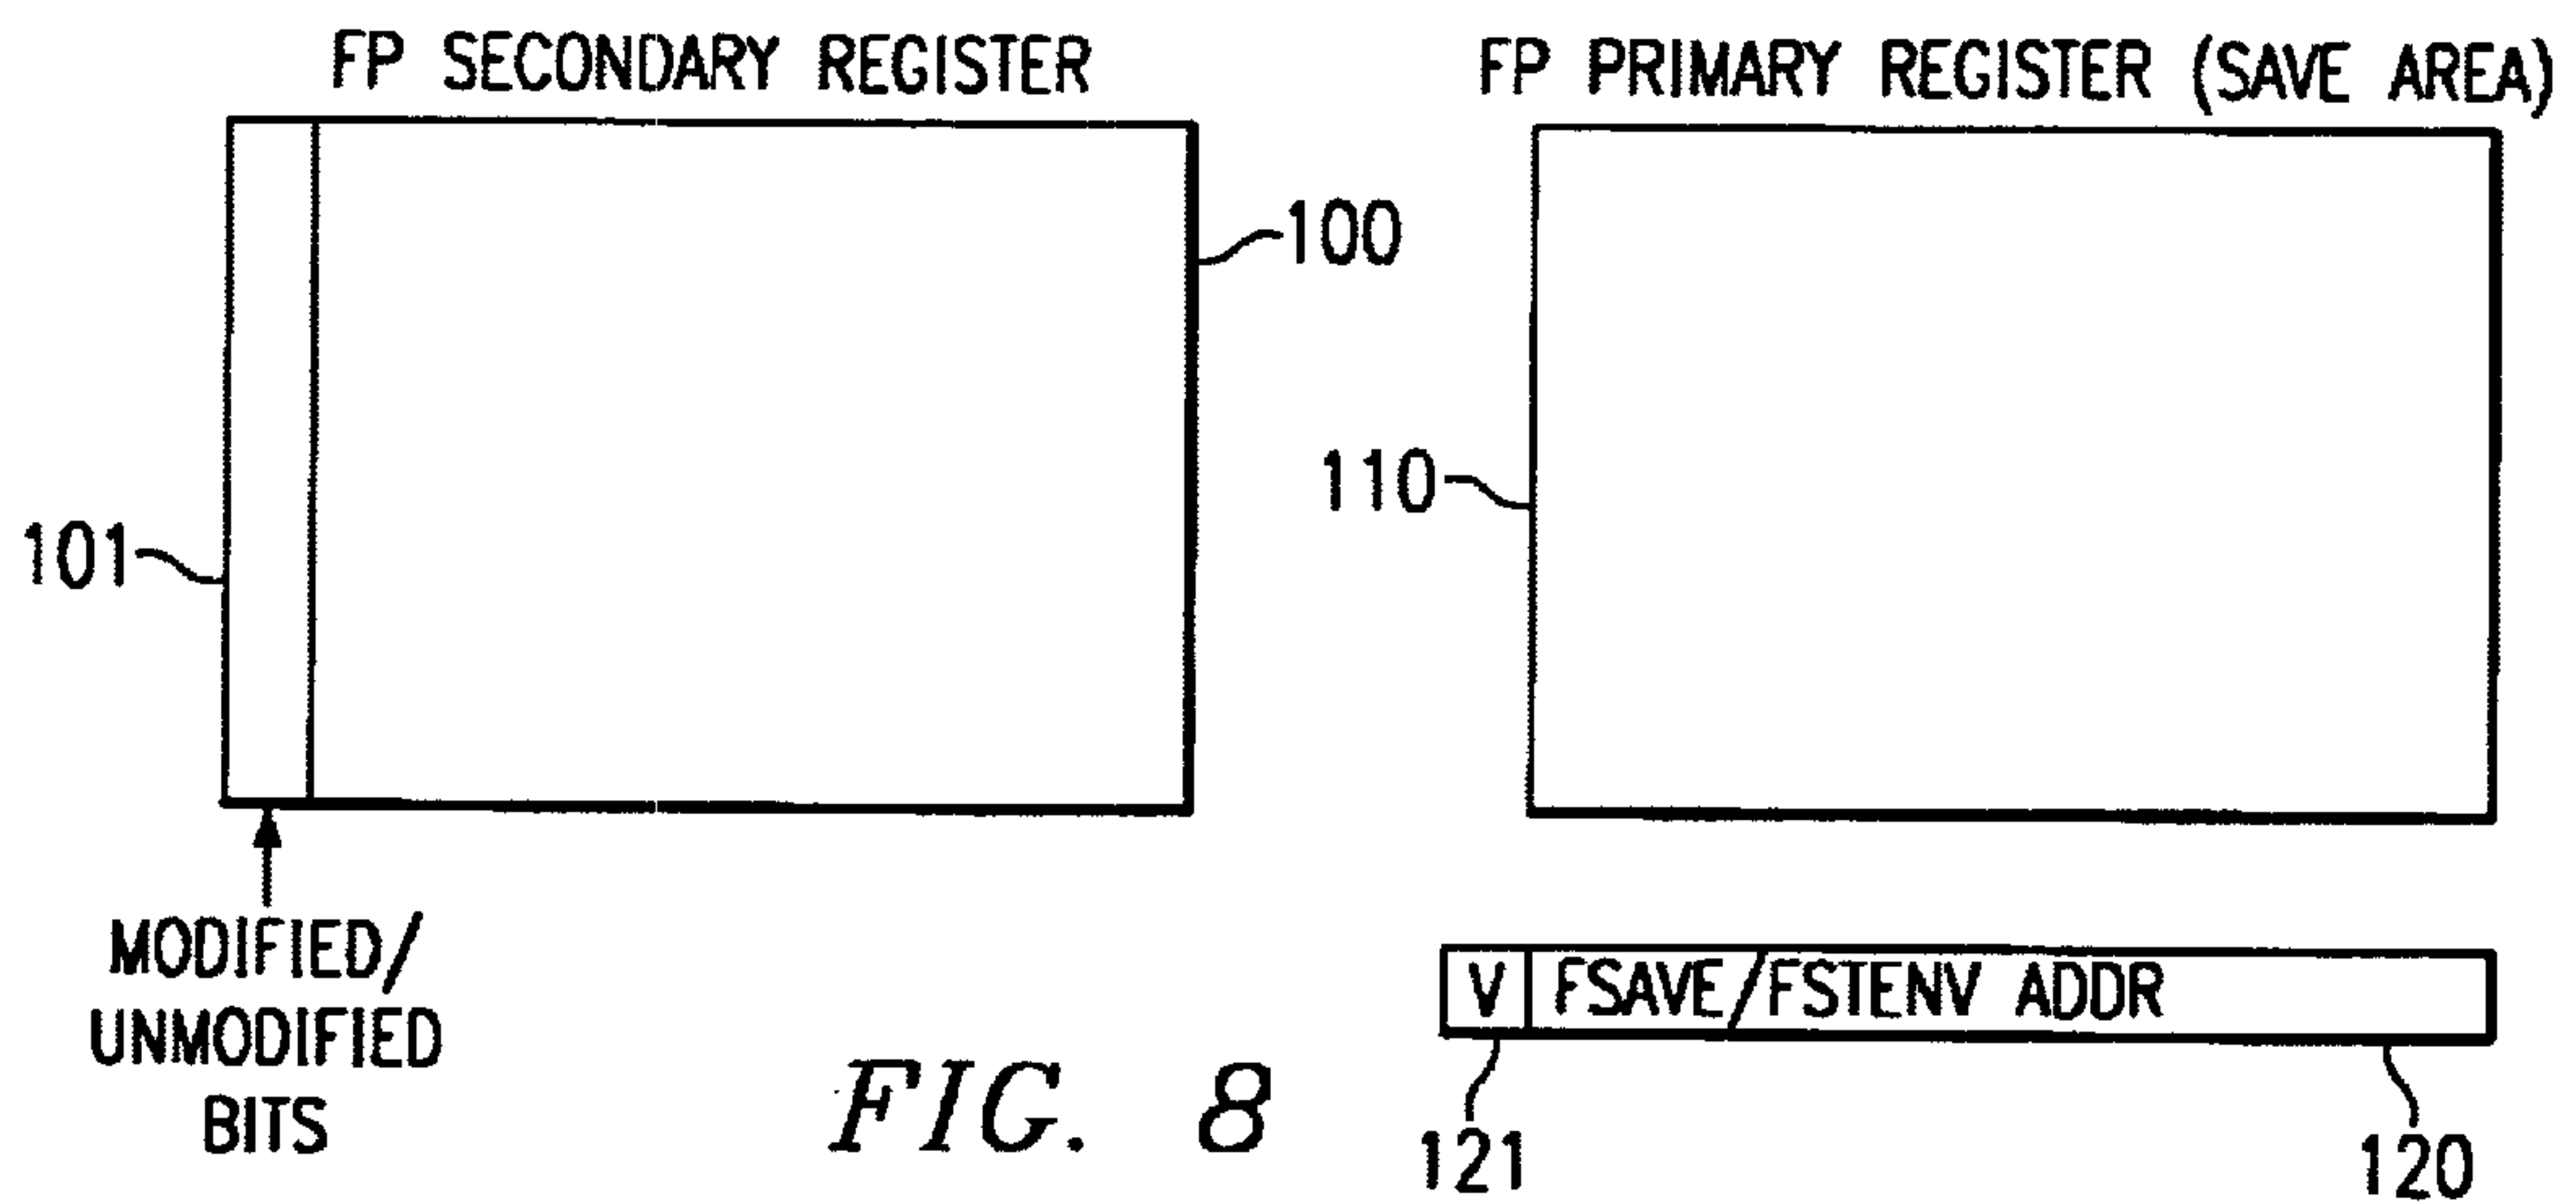 FP SECONDARY REGISTER
FP PRIMARY REGISTER (SAVE AREA)
100
110
101
MODIFIED/
UNMODIFIED
BITS
V FSAVE/FSTENV ADDR
121
120
FIG. 8